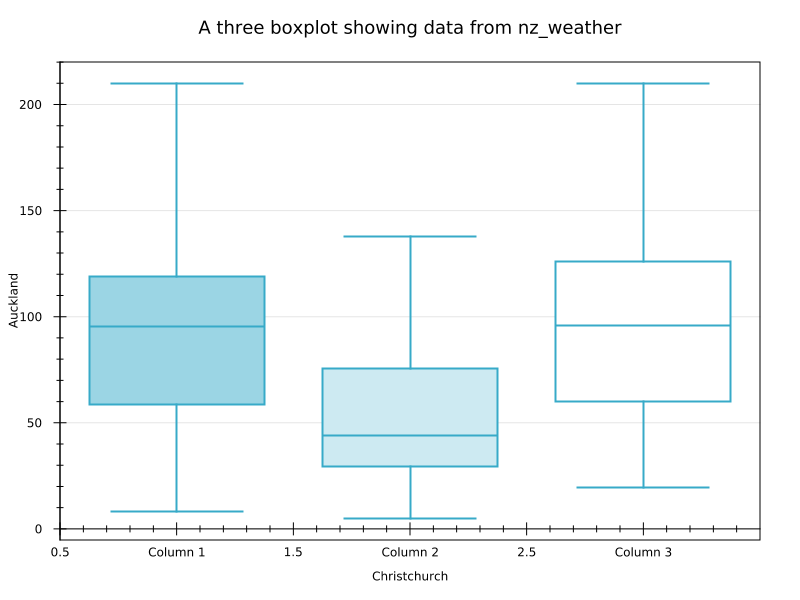 A three boxplot showing data from nz_weather
Auckland
200
150
100
50
0
0.5 Column 1 1.5 Column 2 2.5 Column 3
Christchurch